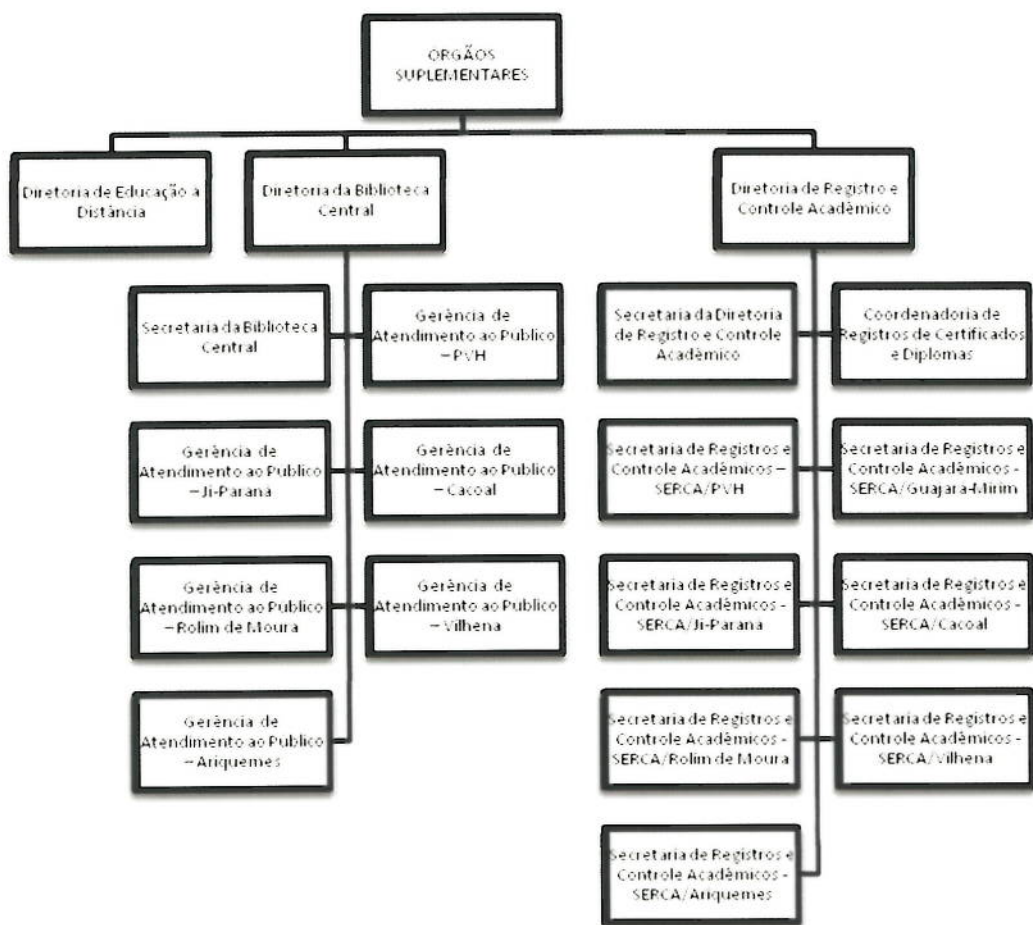 ORGÃOS
SUPLEMENTARES
Diretoria de Educação a
Distância
Diretoria da Biblioteca
Central
Diretoria de Registro e
Controle Acadêmico
Secretaria da Biblioteca
Central
Gerência de
Atendimento ao Publico
– PVH
Secretaria da Diretoria
de Registro e Controle
Acadêmico
Coordenadoria de
Registros de Certificados
e Diplomas
Gerência de
Atendimento ao Publico
– Ji-Parana
Gerência de
Atendimento ao Publico
– Cacoal
Secretaria de Registros e
Controle Acadêmicos –
SERCA/PVH
Secretaria de Registros e
Controle Acadêmicos -
SERCA/Guajara-Mirim
Gerência de
Atendimento ao Publico
– Rolim de Moura
Gerência de
Atendimento ao Publico
– Vilhena
Secretaria de Registros e
Controle Acadêmicos -
SERCA/Ji-Parana
Secretaria de Registros e
Controle Acadêmicos -
SERCA/Cacoal
Gerência de
Atendimento ao Publico
– Ariquemes
Secretaria de Registros e
Controle Acadêmicos -
SERCA/Rolim de Moura
Secretaria de Registros e
Controle Acadêmicos -
SERCA/Vilhena
Secretaria de Registros e
Controle Acadêmicos -
SERCA/Ariquemes